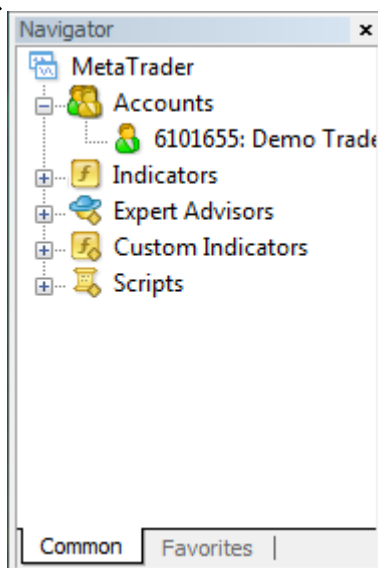 Navigator
MetaTrader
Accounts
6101655: Demo Trade
Indicators
Expert Advisors
Custom Indicators
Scripts
Common Favorites